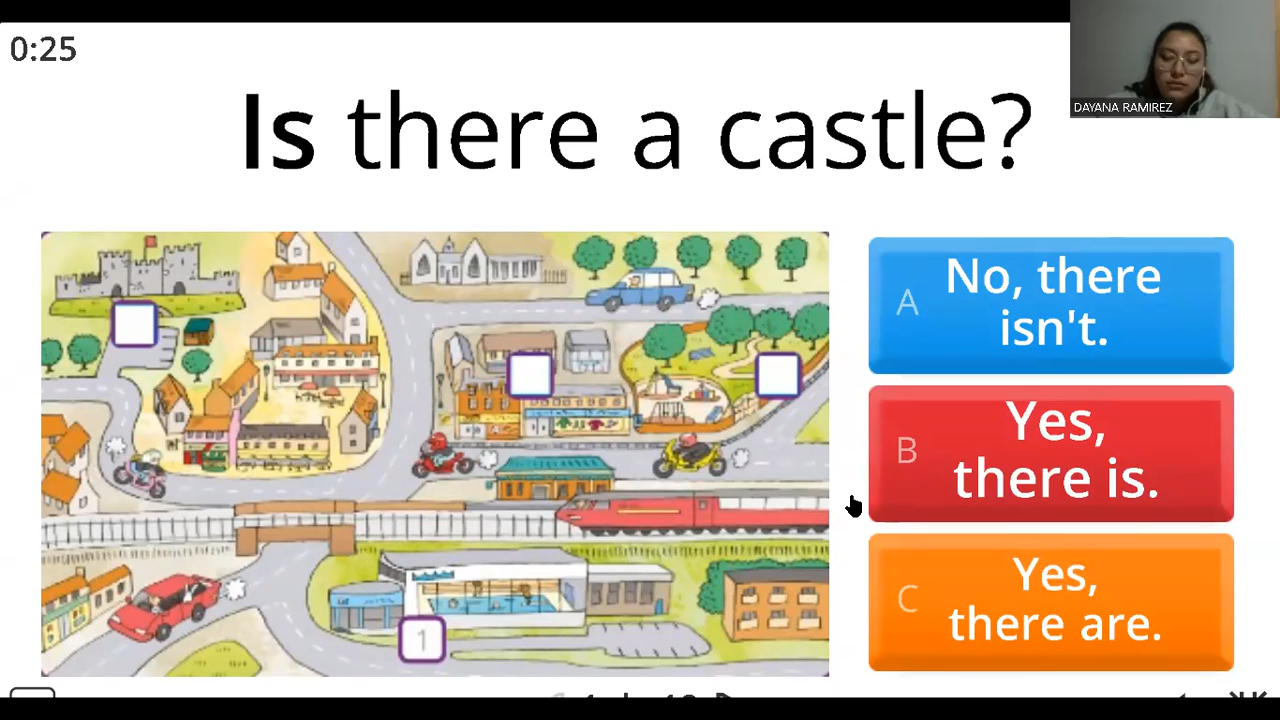 0:25
Is there a castle?
DAYANA RAMIREZ
A
No, there
isn't.
B
Yes,
there is.
1
C
Yes,
there are.